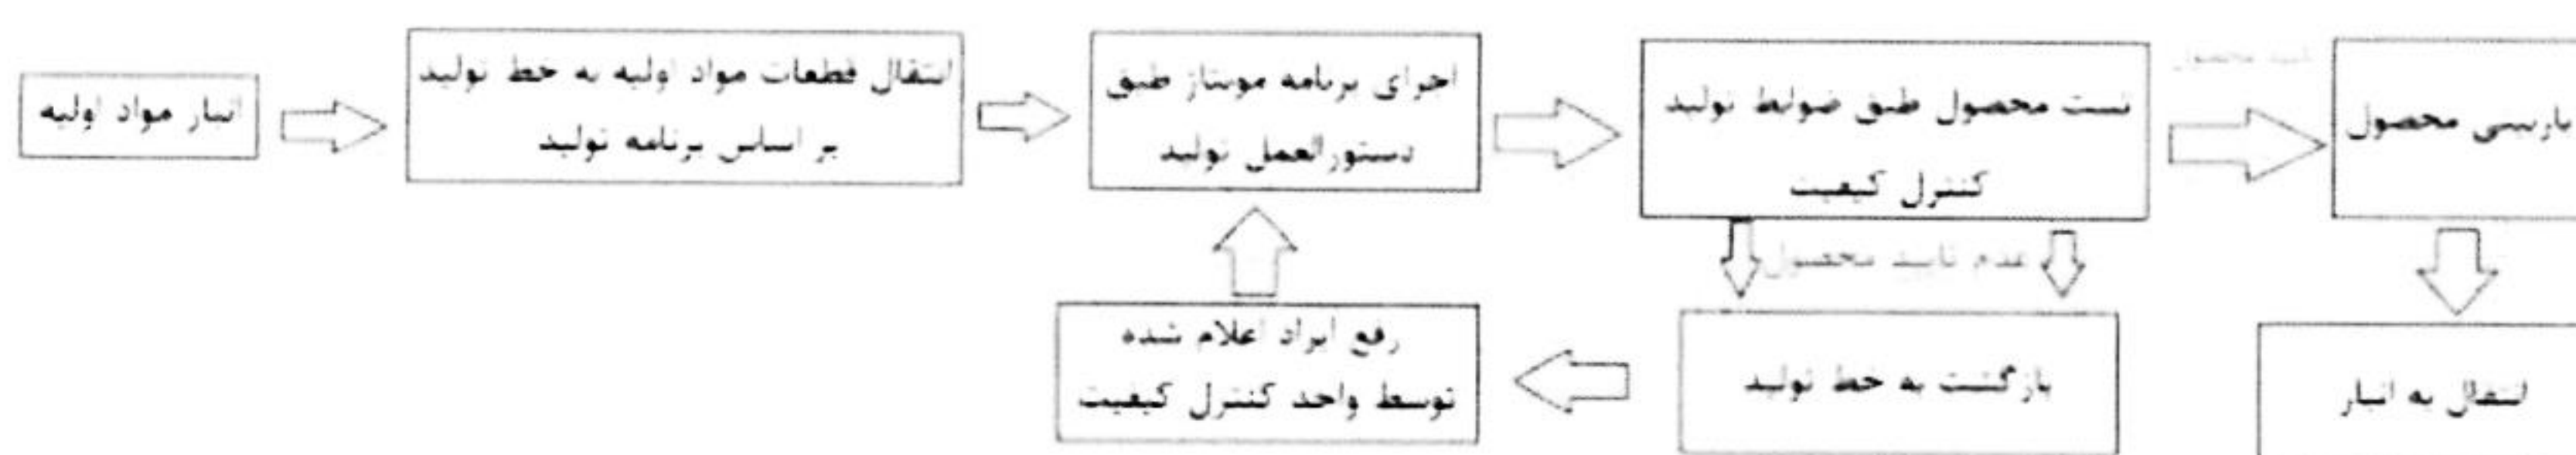 انبار مواد اولیه
انتقال قطعات مواد اولیه به خط تولید
بر اساس برنامه تولید
اجرای برنامه مونتاژ طبق
دستورالعمل تولید
تست محصول طبق ضوابط تولید
کنترل کیفیت
تایید محصول
بازبینی محصول
عدم تایید محصول
رفع ایراد اعلام شده
توسط واحد کنترل کیفیت
بازگشت به خط تولید
انتقال به انبار